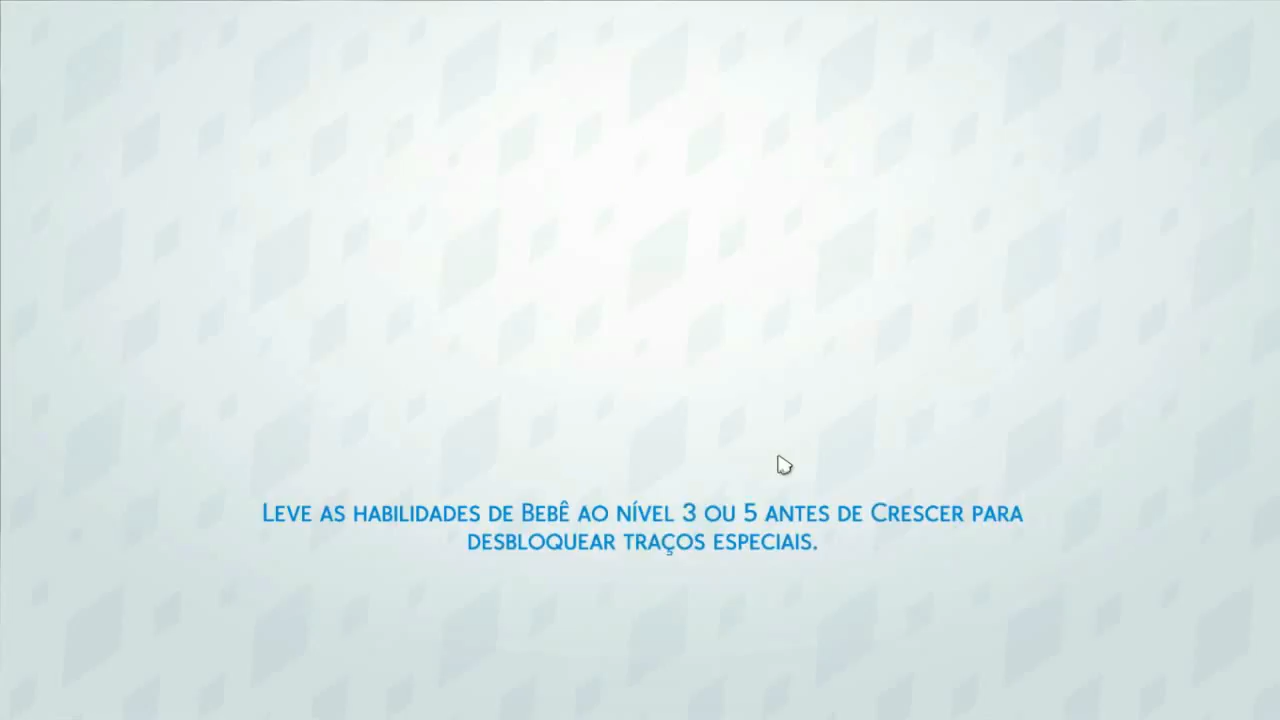 Leve as habilidades de Bebê ao nível 3 ou 5 antes de Crescer para
desbloquear traços especiais.